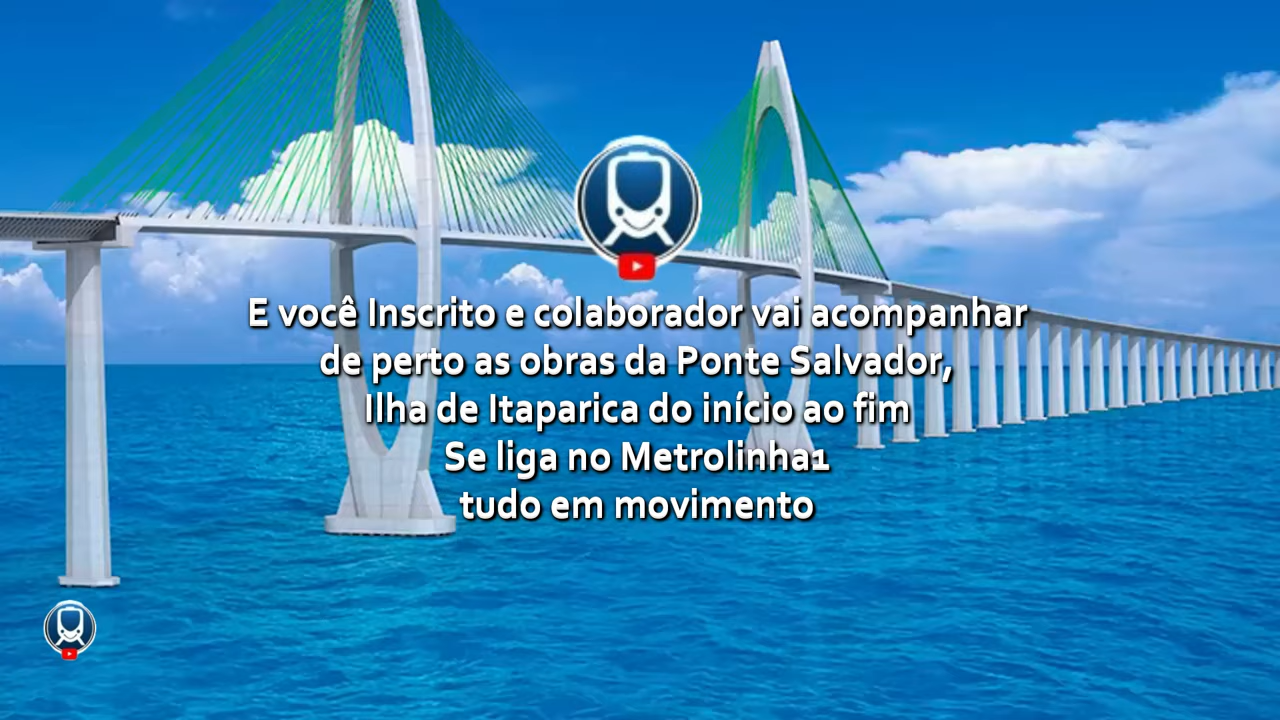 E você Inscrito e colaborador vai acompanhar
de perto as obras da Ponte Salvador,
Ilha de Itaparica do início ao fim
Se liga no Metrolinha1
tudo em movimento